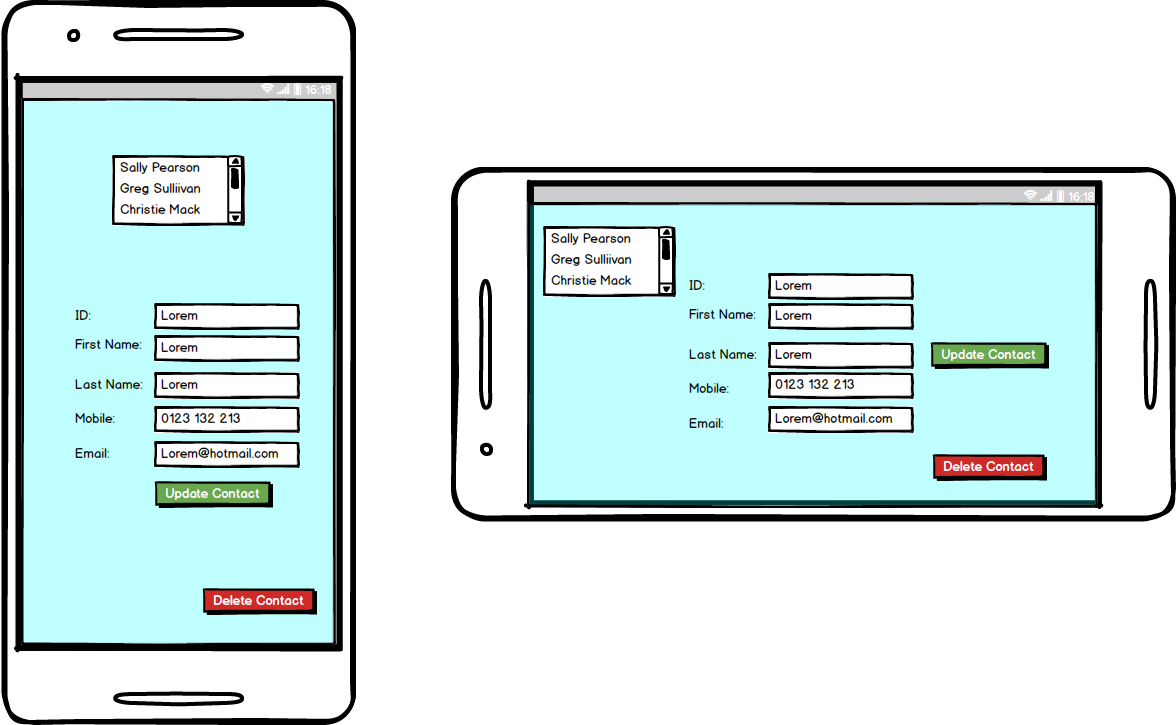 16:18
Sally Pearson
Greg Sulliivan
Christie Mack
ID: Lorem
First Name: Lorem
Last Name: Lorem
Mobile: 0123 132 213
Email: Lorem@hotmail.com
Update Contact
Delete Contact
16:18
Sally Pearson
Greg Sulliivan
Christie Mack
ID: Lorem
First Name: Lorem
Last Name: Lorem
Update Contact
Mobile: 0123 132 213
Email: Lorem@hotmail.com
Delete Contact